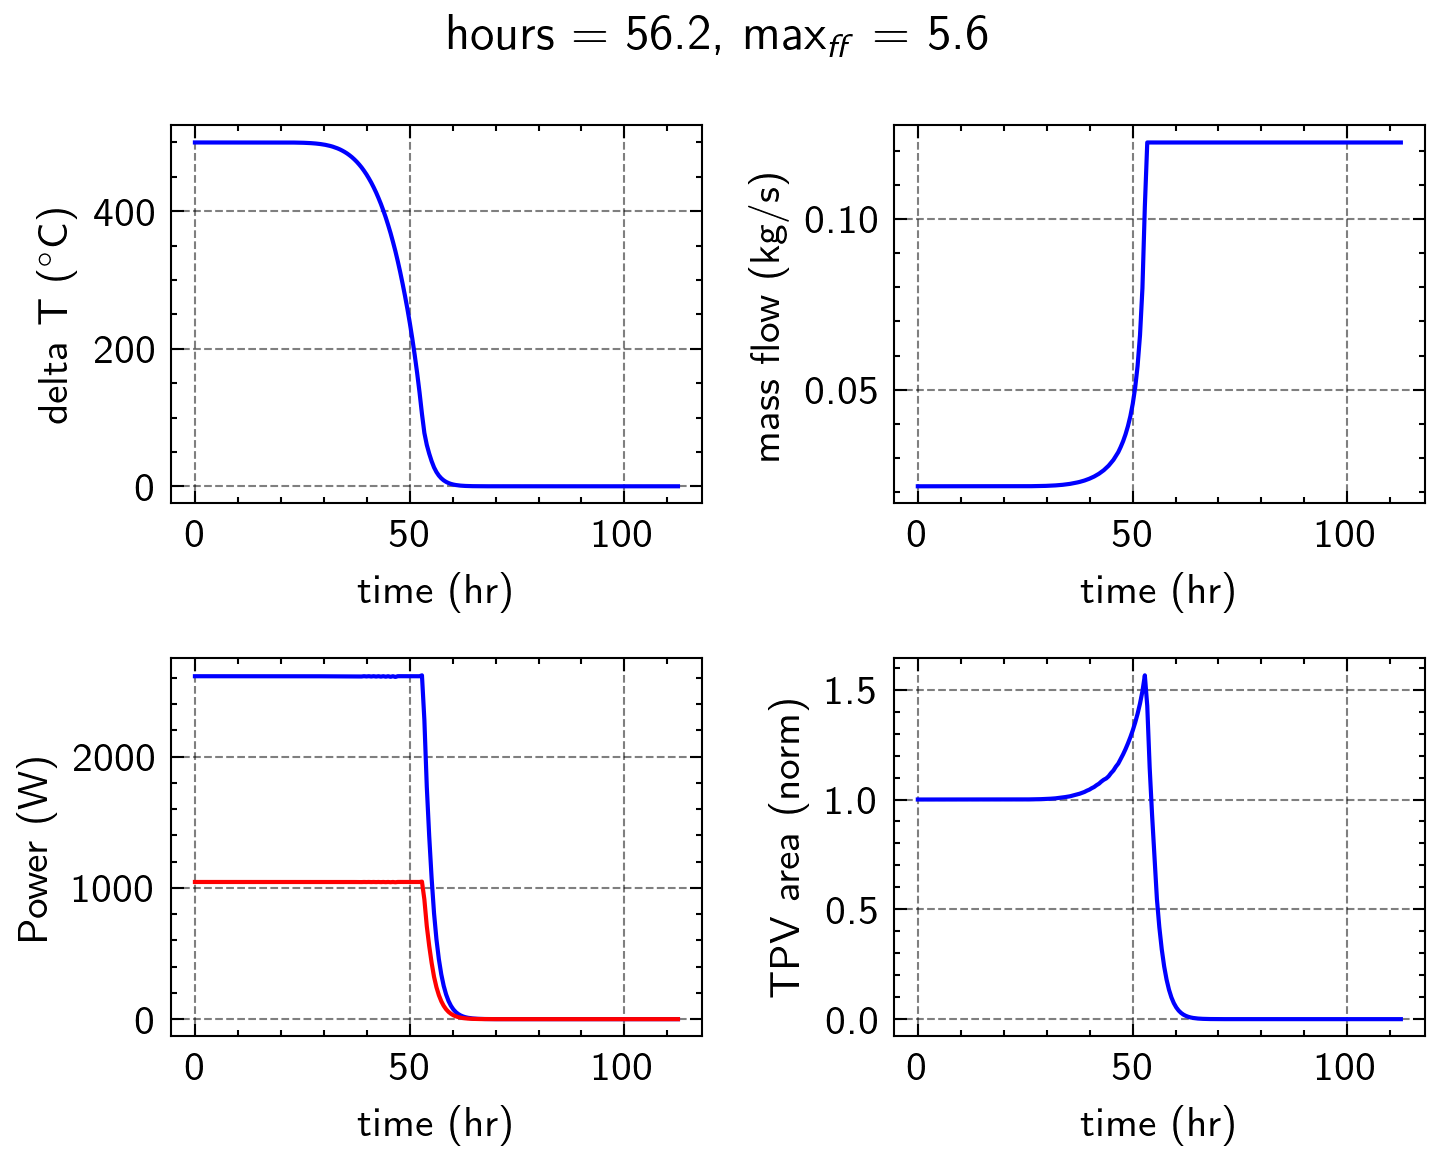 hours = 56.2, max_ff = 5.6
delta T (°C)
400
200
0
0 50 100
time (hr)
mass flow (kg/s)
0.10
0.05
0 50 100
time (hr)
Power (W)
2000
1000
0
0 50 100
time (hr)
TPV area (norm)
1.5
1.0
0.5
0.0
0 50 100
time (hr)